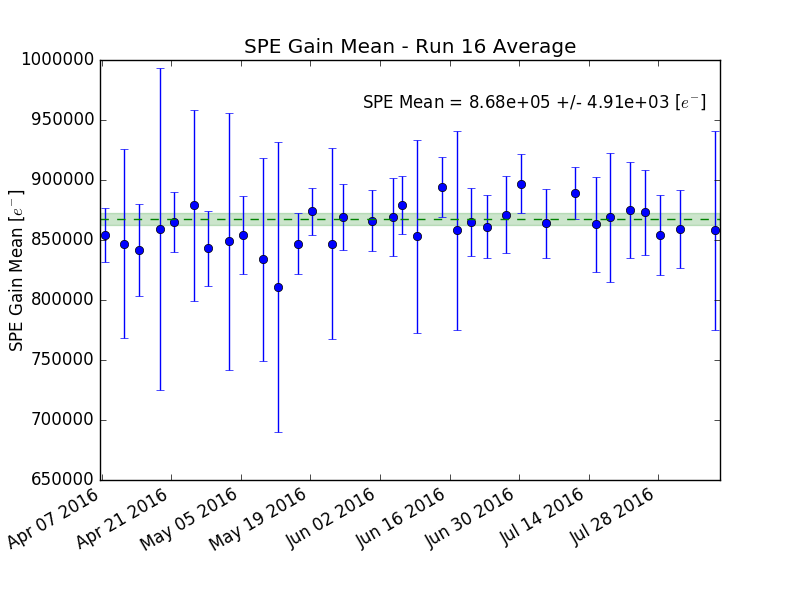 SPE Gain Mean - Run 16 Average
SPE Mean = 8.68e+05 +/- 4.91e+03 [e⁻]
SPE Gain Mean [e⁻]
1000000
950000
900000
850000
800000
750000
700000
650000
Apr 07 2016
Apr 21 2016
May 05 2016
May 19 2016
Jun 02 2016
Jun 16 2016
Jun 30 2016
Jul 14 2016
Jul 28 2016